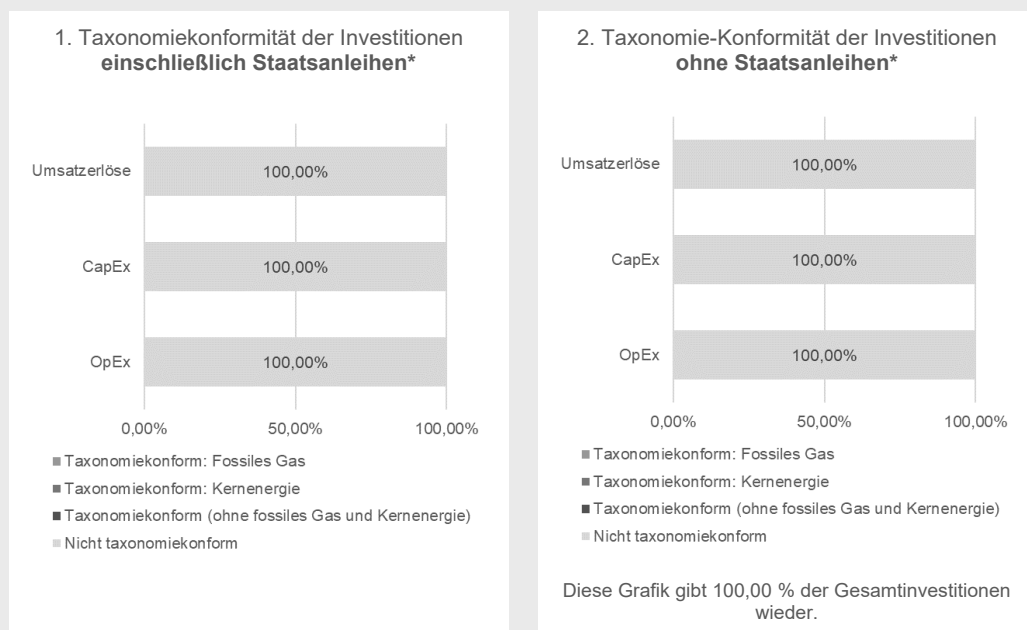 1. Taxonomiekonformität der Investitionen
einschließlich Staatsanleihen*
Umsatzerlöse
100,00%
CapEx
100,00%
OpEx
100,00%
0,00%
50,00%
100,00%
Taxonomiekonform: Fossiles Gas
Taxonomiekonform: Kernenergie
Taxonomiekonform (ohne fossiles Gas und Kernenergie)
Nicht taxonomiekonform
2. Taxonomie-Konformität der Investitionen
ohne Staatsanleihen*
Umsatzerlöse
100,00%
CapEx
100,00%
OpEx
100,00%
0,00%
50,00%
100,00%
Taxonomiekonform: Fossiles Gas
Taxonomiekonform: Kernenergie
Taxonomiekonform (ohne fossiles Gas und Kernenergie)
Nicht taxonomiekonform
Diese Grafik gibt 100,00 % der Gesamtinvestitionen
wieder.